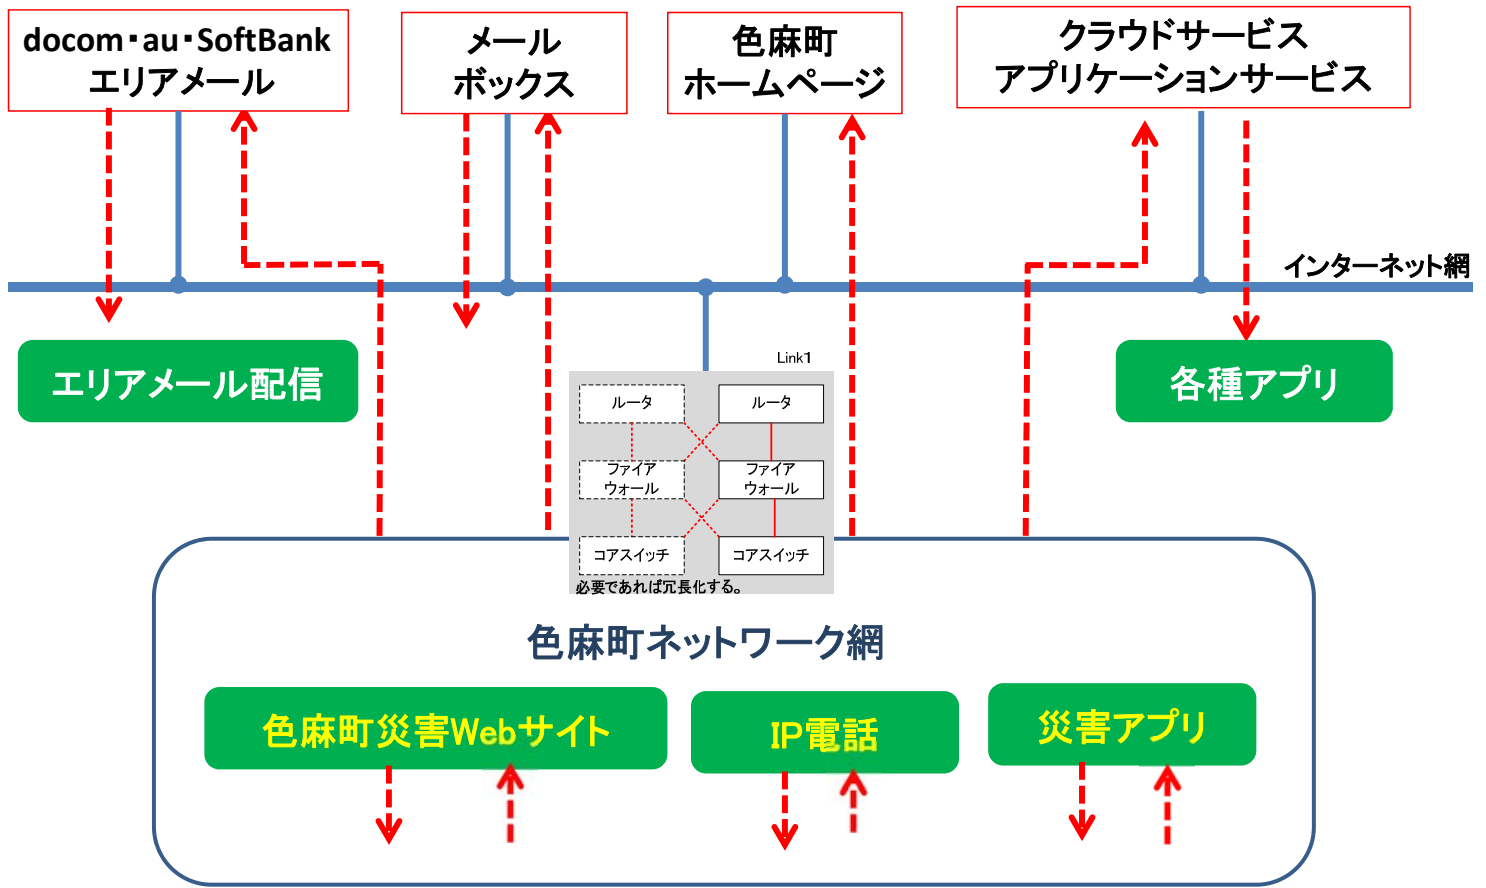 docom・au・SoftBank
エリアメール
メール
ボックス
色麻町
ホームページ
クラウドサービス
アプリケーションサービス
インターネット網
エリアメール配信
Link1
各種アプリ
ルータ
ルータ
ファイア
ウォール
ファイア
ウォール
コアスイッチ
コアスイッチ
必要であれば冗長化する。
色麻町ネットワーク網
色麻町災害Webサイト
IP電話
災害アプリ